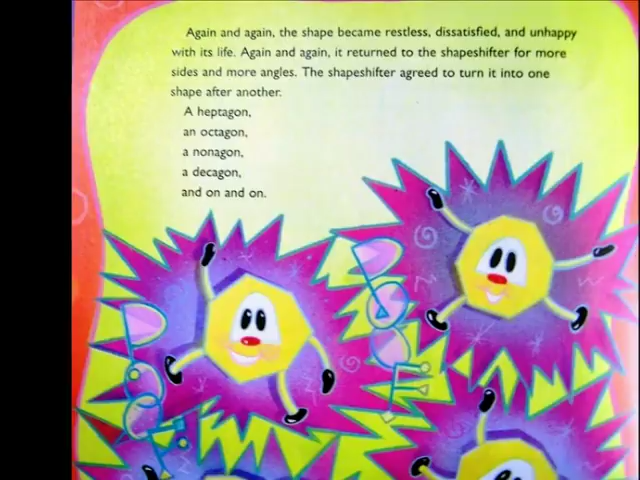 Again and again, the shape became restless, dissatisfied, and unhappy
with its life. Again and again, it returned to the shapeshifter for more
sides and more angles. The shapeshifter agreed to turn it into one
shape after another.
A heptagon,
an octagon,
a nonagon,
a decagon,
and on and on.
POOF
POOF